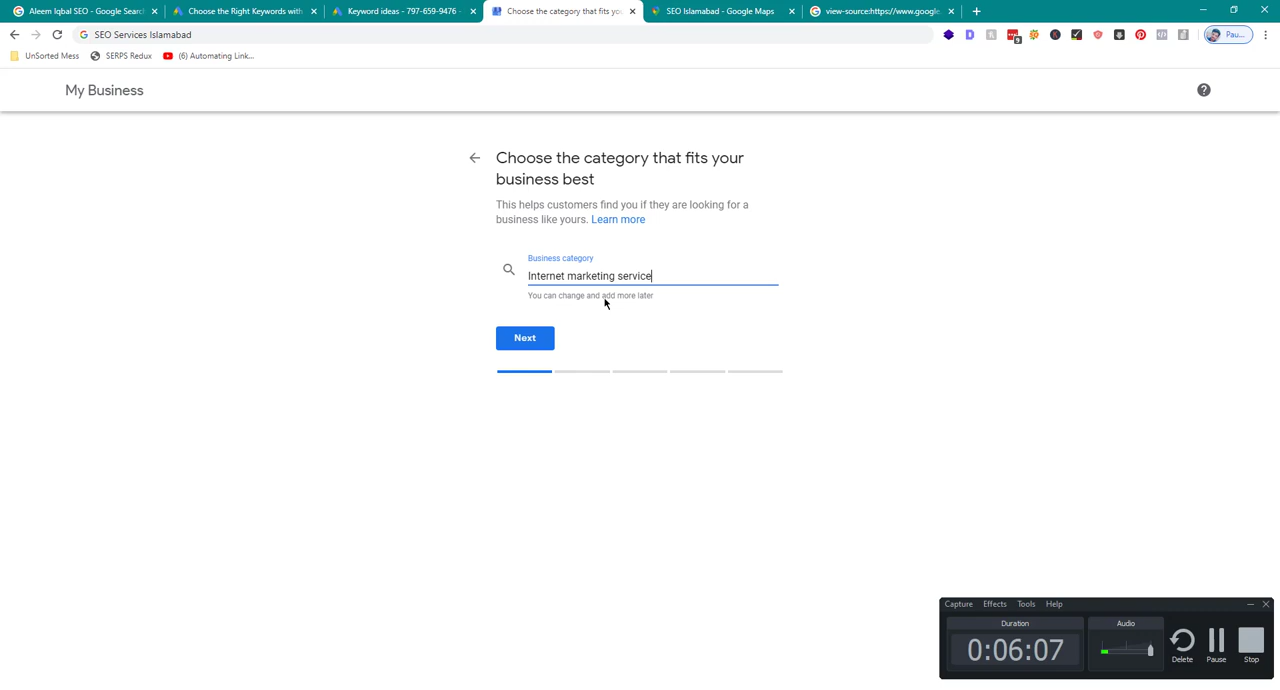 Aleem Iqbal SEO - Google Searc
Choose the Right Keywords with
Keyword ideas - 797-659-9476 -
Choose the category that fits you
SEO Islamabad - Google Maps
view-source:https://www.google.
SEO Services Islamabad
Pau...
UnSorted Mess
SERPS Redux
(6) Automating Link...
My Business
Choose the category that fits your
business best
This helps customers find you if they are looking for a
business like yours. Learn more
Business category
Internet marketing service
You can change and add more later
Next
Capture Effects Tools Help
Duration
Audio
0:06:07
Delete
Pause
Stop